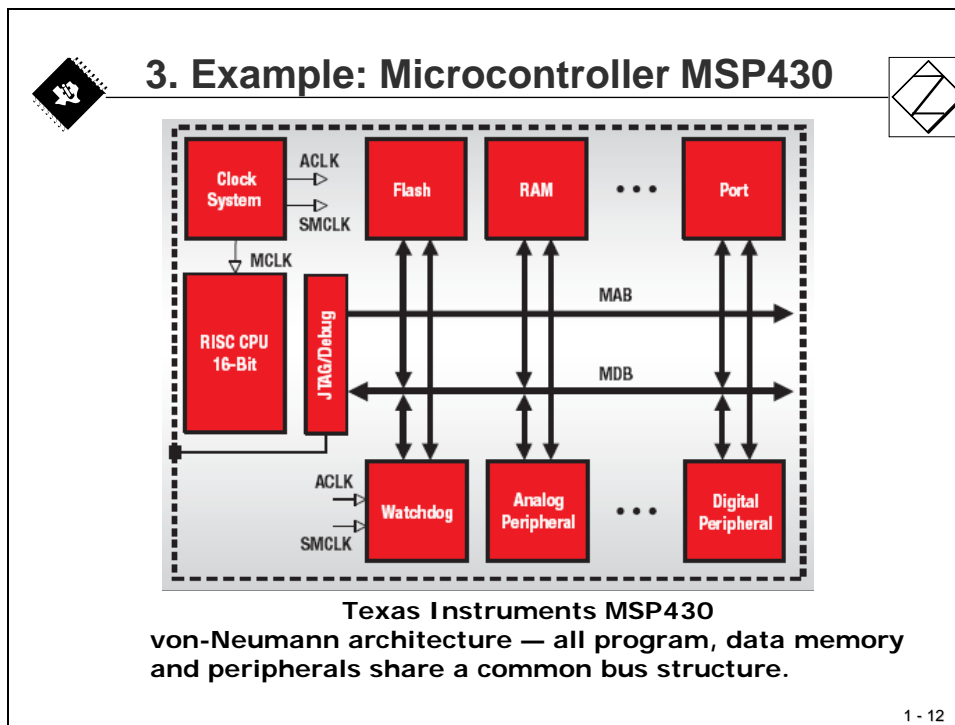 3. Example: Microcontroller MSP430
Clock
System
ACLK
SMCLK
Flash
RAM
Port
MCLK
RISC CPU
16-Bit
JTAG/Debug
MAB
MDB
ACLK
SMCLK
Watchdog
Analog
Peripheral
Digital
Peripheral
Texas Instruments MSP430
von-Neumann architecture — all program, data memory
and peripherals share a common bus structure.
1 - 12